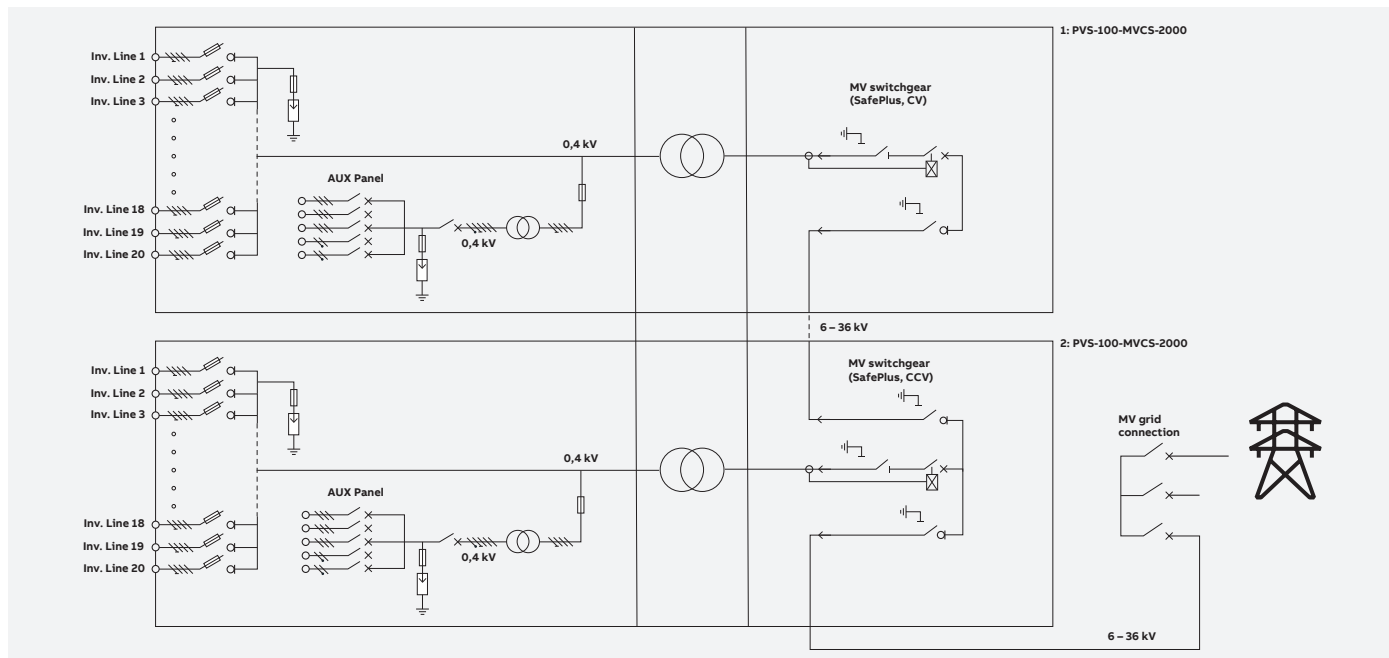 1: PVS-100-MVCS-2000
Inv. Line 1
Inv. Line 2
Inv. Line 3
MV switchgear
(SafePlus, CV)
0,4 kV
AUX Panel
Inv. Line 18
Inv. Line 19
Inv. Line 20
0,4 kV
6 – 36 kV
2: PVS-100-MVCS-2000
Inv. Line 1
Inv. Line 2
Inv. Line 3
MV switchgear
(SafePlus, CCV)
MV grid
connection
0,4 kV
AUX Panel
Inv. Line 18
Inv. Line 19
Inv. Line 20
0,4 kV
6 – 36 kV